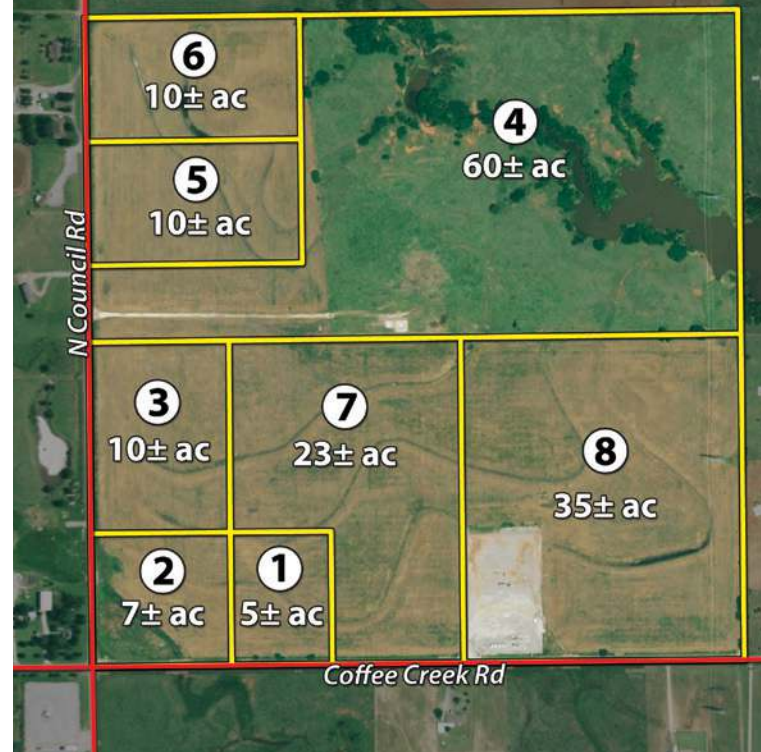 6
10± ac
4
60± ac
5
10± ac
N Council Rd
3
10± ac
7
23± ac
8
35± ac
2
7± ac
1
5± ac
Coffee Creek Rd